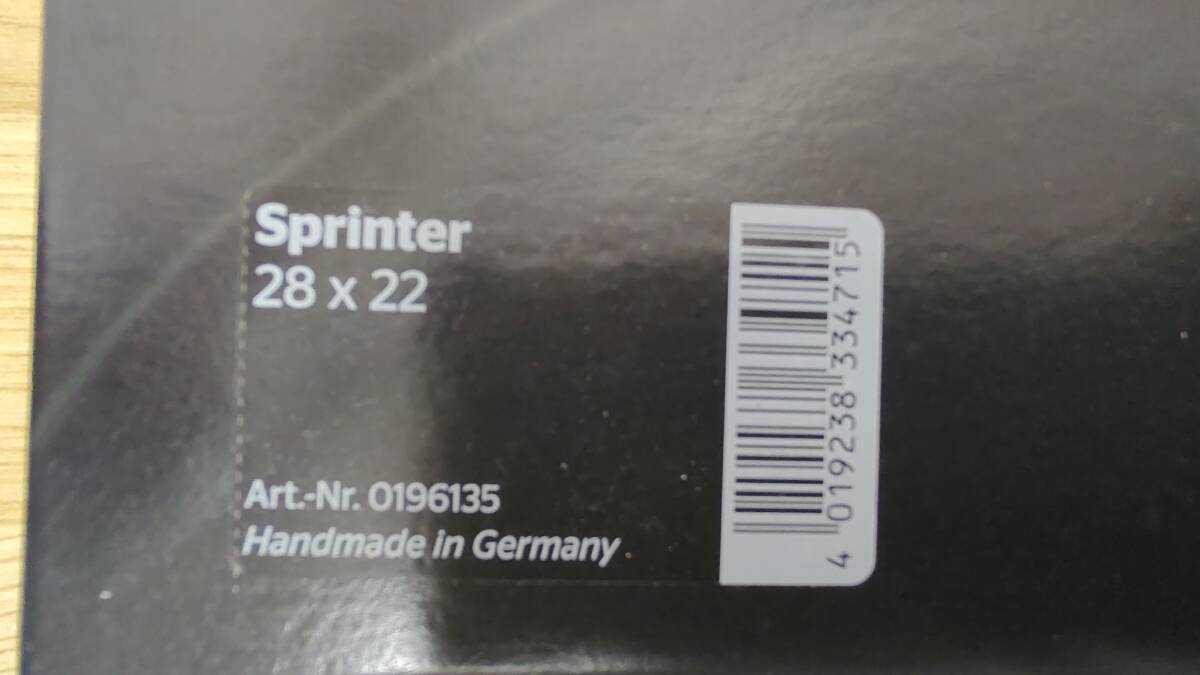 Sprinter
28 x 22
Art.-Nr. 0196135
Handmade in Germany
4 019238 334715